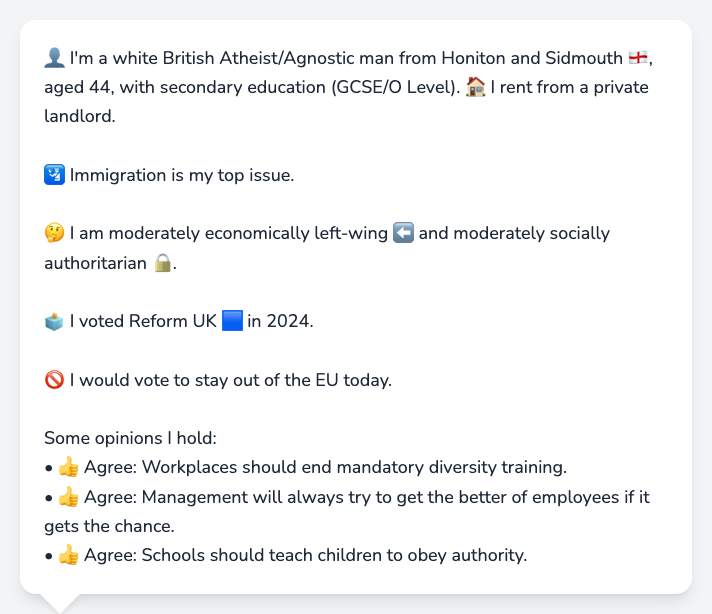 👤 I'm a white British Atheist/Agnostic man from Honiton and Sidmouth 🏴󠁧󠁢󠁥󠁮󠁧󠁿,
aged 44, with secondary education (GCSE/O Level). 🏠 I rent from a private
landlord.
🛂 Immigration is my top issue.
🤔 I am moderately economically left-wing ⬅️ and moderately socially
authoritarian 🔒.
🗳️ I voted Reform UK 🟦 in 2024.
🚫 I would vote to stay out of the EU today.
Some opinions I hold:
• 👍 Agree: Workplaces should end mandatory diversity training.
• 👍 Agree: Management will always try to get the better of employees if it
gets the chance.
• 👍 Agree: Schools should teach children to obey authority.